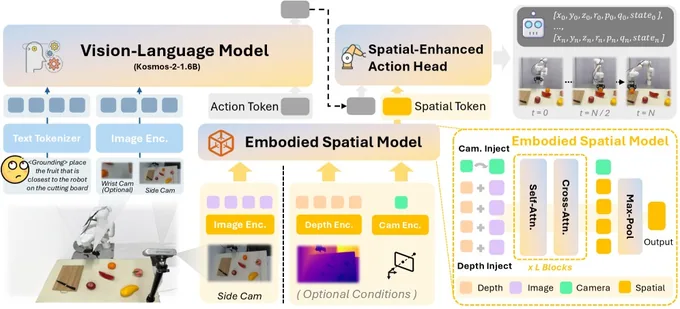 Vision-Language Model
(Kosmos-2-1.6B)
Spatial-Enhanced
Action Head
[x₀, y₀, z₀, r₀, p₀, q₀, state₀ ],
...,
[xₙ, yₙ, zₙ, rₙ, pₙ, qₙ, stateₙ ]
t = 0
t = N / 2
t = N
Action Token
Spatial Token
Text Tokenizer
Image Enc.
Embodied Spatial Model
<Grounding> place
the fruit that is
closest to the robot
on the cutting board
Wrist Cam
(Optional)
Side Cam
Image Enc.
Depth Enc.
Cam Enc.
Side Cam
( Optional Conditions )
Embodied Spatial Model
Cam. Inject
Self-Attn.
Cross-Attn.
Max-Pool
Output
Depth Inject
x L Blocks
Depth
Image
Camera
Spatial